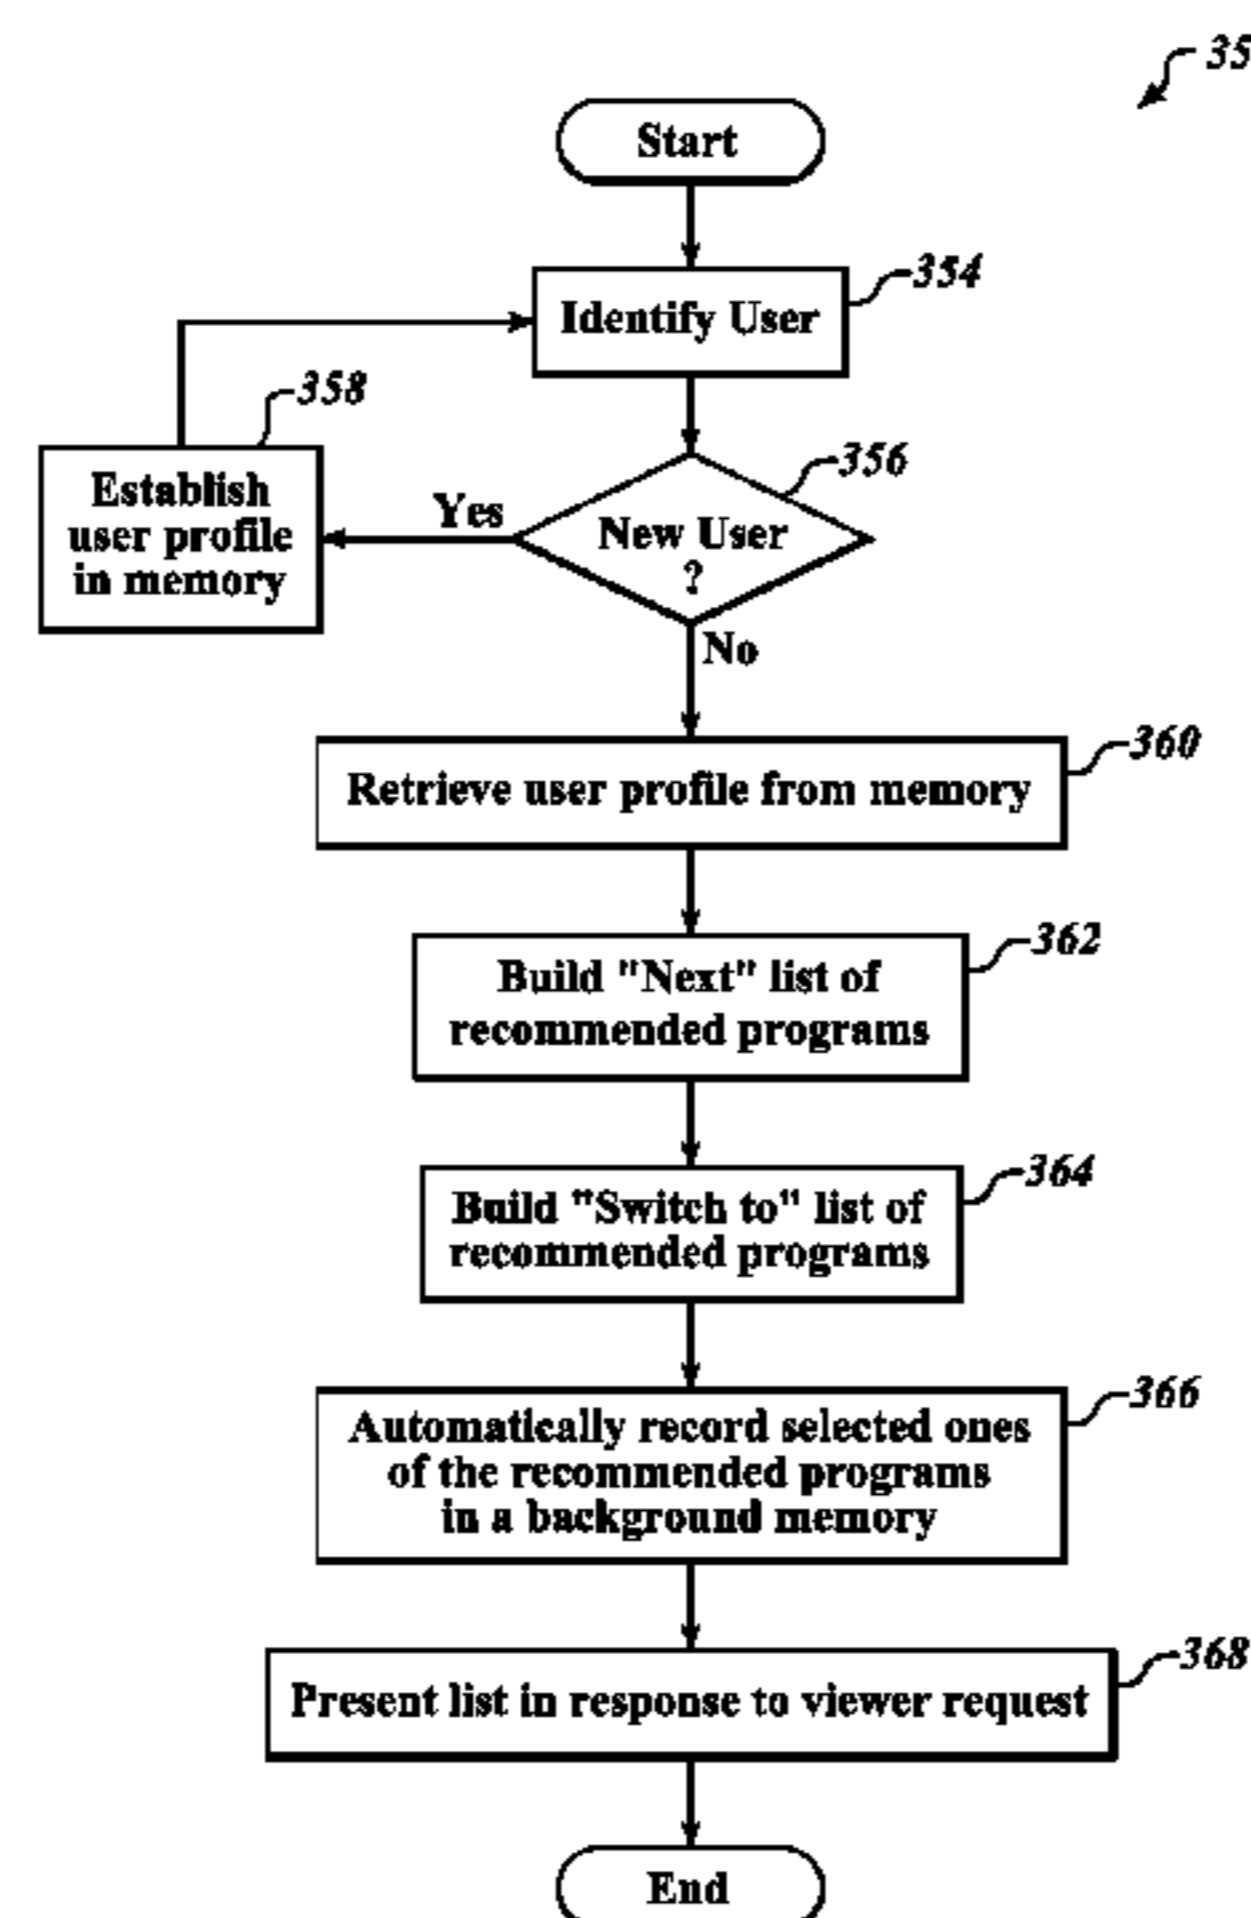 35
Start
354
Identify User
358
356
Establish
user profile
in memory
Yes
New User
?
No
360
Retrieve user profile from memory
362
Build "Next" list of
recommended programs
364
Build "Switch to" list of
recommended programs
366
Automatically record selected ones
of the recommended programs
in a background memory
368
Present list in response to viewer request
End